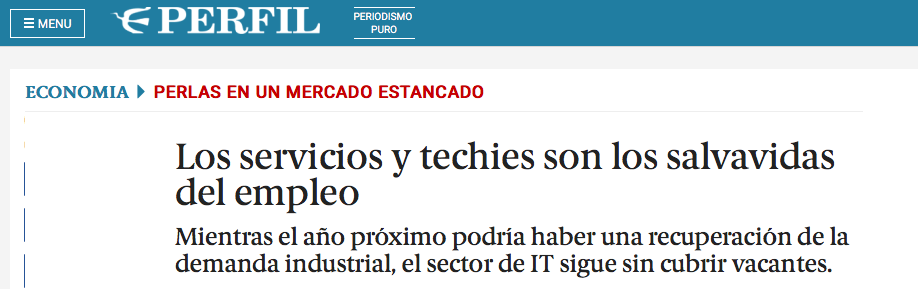 MENU
PERFIL
PERIODISMO
PURO
ECONOMIA
PERLAS EN UN MERCADO ESTANCADO
Los servicios y techies son los salvavidas
del empleo
Mientras el año próximo podría haber una recuperación de la
demanda industrial, el sector de IT sigue sin cubrir vacantes.